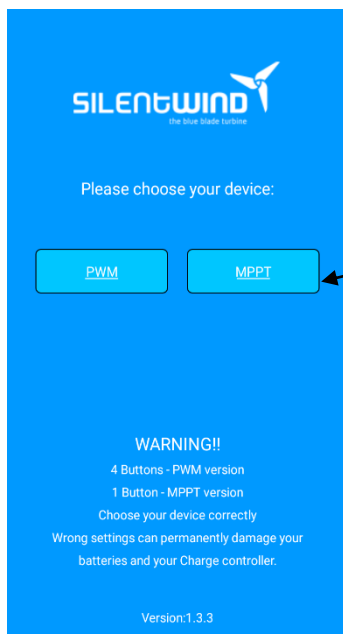 SILENTWIND
the blue blade turbine
Please choose your device:
PWM
MPPT
WARNING!!
4 Buttons - PWM version
1 Button - MPPT version
Choose your device correctly
Wrong settings can permanently damage your
batteries and your Charge controller.
Version:1.3.3